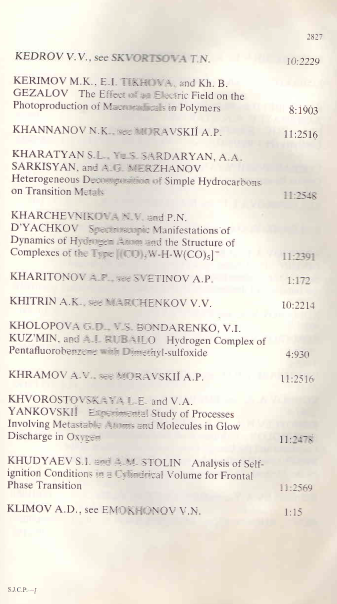 2827
KEDROV V.V., see SKVORTSOVA T.N. 10:2229
KERIMOV M.K., E.I. TIKHOVA, and Kh. B.
GEZALOV The Effect of an Electric Field on the
Photoproduction of Macroradicals in Polymers 8:1903
KHANNANOV N.K., see MORAVSKIĬ A.P. 11:2516
KHARATYAN S.L., Yu.S. SARDARYAN, A.A.
SARKISYAN, and A.G. MERZHANOV
Heterogeneous Decomposition of Simple Hydrocarbons
on Transition Metals 11:2548
KHARCHEVNIKOVA N.V. and P.N.
D'YACHKOV Spectroscopic Manifestations of
Dynamics of Hydrogen Atom and the Structure of
Complexes of the Type [(CO)₅W-H-W(CO)₅]⁻ 11:2391
KHARITONOV A.P., see SVETINOV A.P. 1:172
KHITRIN A.K., see MARCHENKOV V.V. 10:2214
KHOLOPOVA G.D., V.S. BONDARENKO, V.I.
KUZ'MIN, and A.I. RUBAILO Hydrogen Complex of
Pentafluorobenzene with Dimethyl-sulfoxide 4:930
KHRAMOV A.V., see MORAVSKIĬ A.P. 11:2516
KHVOROSTOVSKAYA L.E. and V.A.
YANKOVSKIĬ Experimental Study of Processes
Involving Metastable Atoms and Molecules in Glow
Discharge in Oxygen 11:2478
KHUDYAEV S.I. and A.M. STOLIN Analysis of Self-
ignition Conditions in a Cylindrical Volume for Frontal
Phase Transition 11:2569
KLIMOV A.D., see EMOKHONOV V.N. 1:15
S.J.C.P.—J